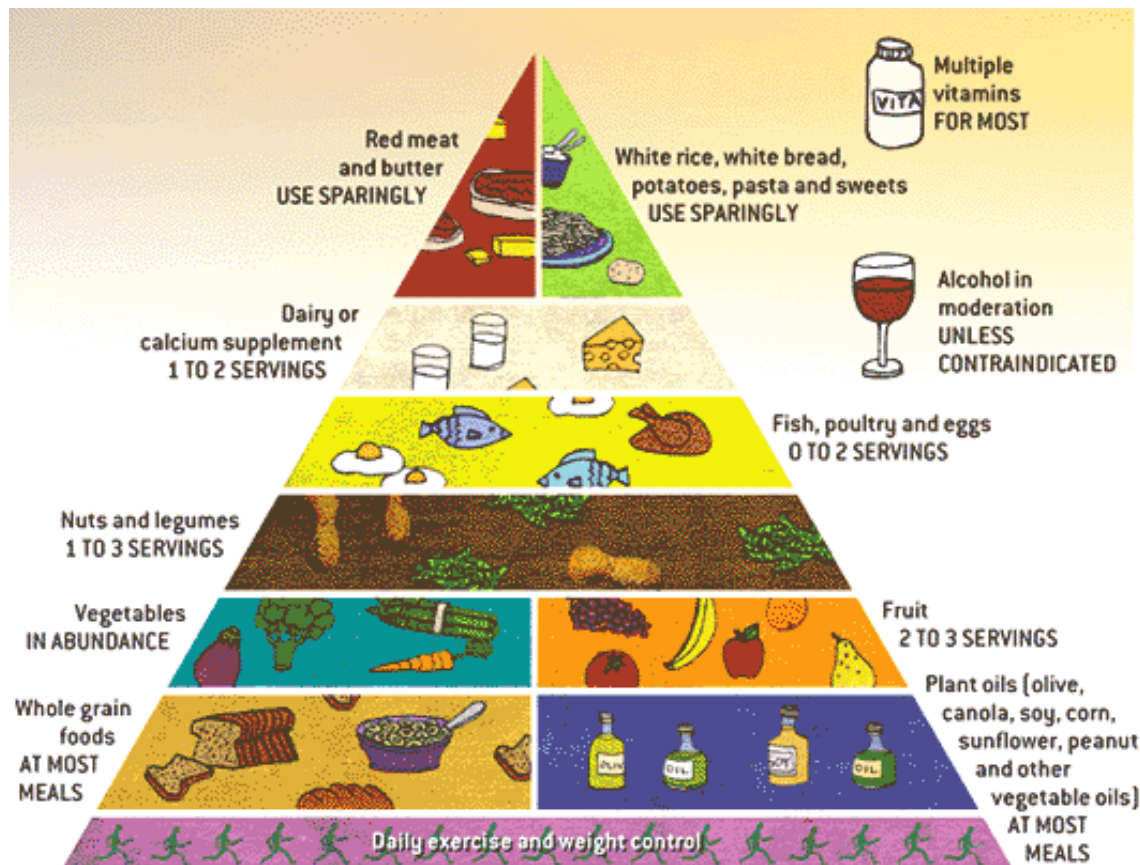 Multiple
vitamins
FOR MOST
VITA
Red meat
and butter
USE SPARINGLY
White rice, white bread,
potatoes, pasta and sweets
USE SPARINGLY
Alcohol in
moderation
UNLESS
CONTRAINDICATED
Dairy or
calcium supplement
1 TO 2 SERVINGS
Fish, poultry and eggs
0 TO 2 SERVINGS
Nuts and legumes
1 TO 3 SERVINGS
Vegetables
IN ABUNDANCE
Fruit
2 TO 3 SERVINGS
Whole grain
foods
AT MOST
MEALS
Plant oils (olive,
canola, soy, corn,
sunflower, peanut
and other
vegetable oils)
AT MOST
MEALS
OIL
OIL
Daily exercise and weight control